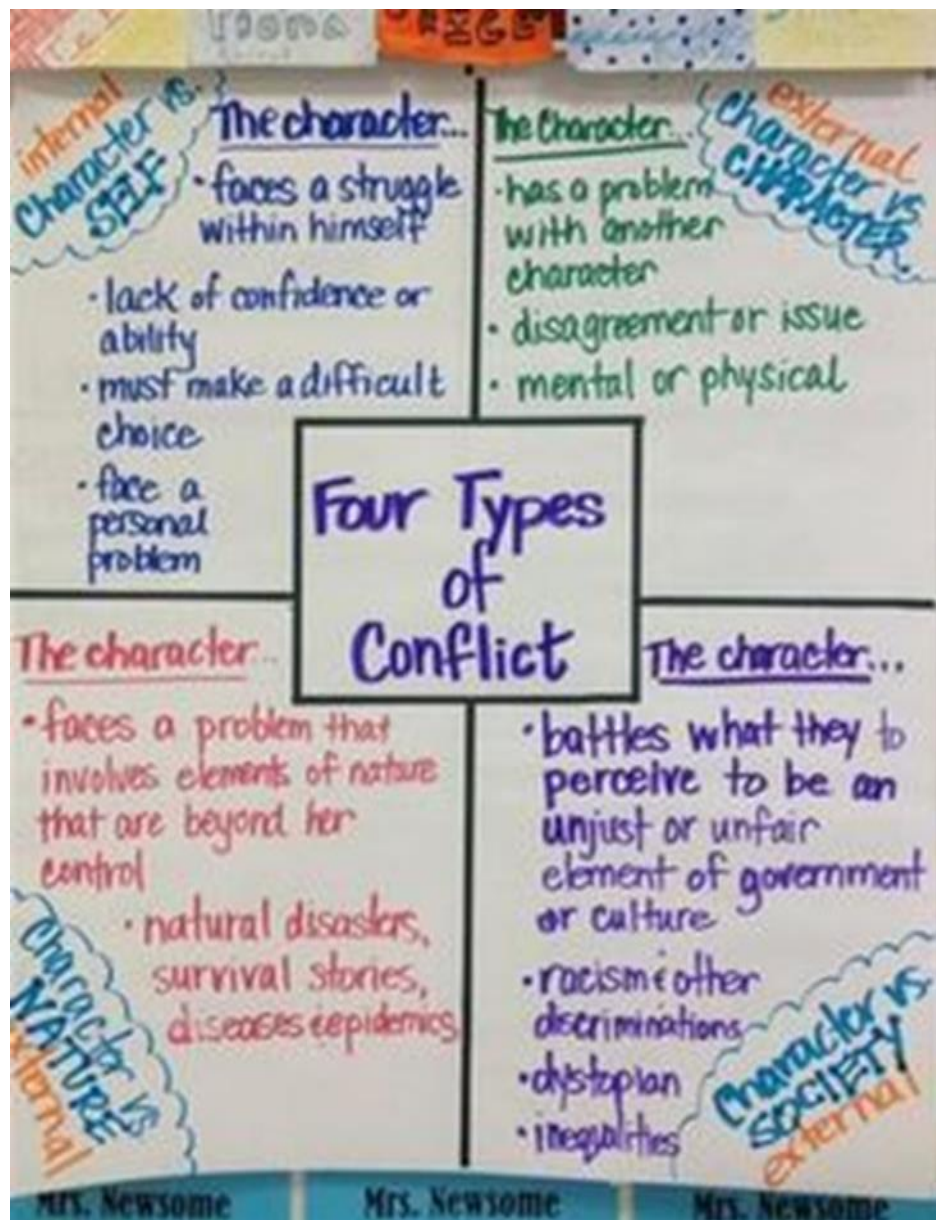 internal
Character vs.
SELF
The character...
• faces a struggle
within himself
• lack of confidence or
ability
• must make a difficult
choice
• face a
personal
problem
The Character...
• has a problem
with another
character
• disagreement or issue
• mental or physical
external
Character vs
CHARACTER
Four Types
of
Conflict
The character...
• faces a problem that
involves elements of nature
that are beyond her
control
• natural disasters,
survival stories,
diseases & epidemics
Character vs
NATURE
external
The character...
• battles what they to
perceive to be an
unjust or unfair
element of government
or culture
• racism & other
discriminations
• dystopian
• inequalities
Character vs.
SOCIETY
external
Mrs. Newsome
Mrs. Newsome
Mrs. Newsome